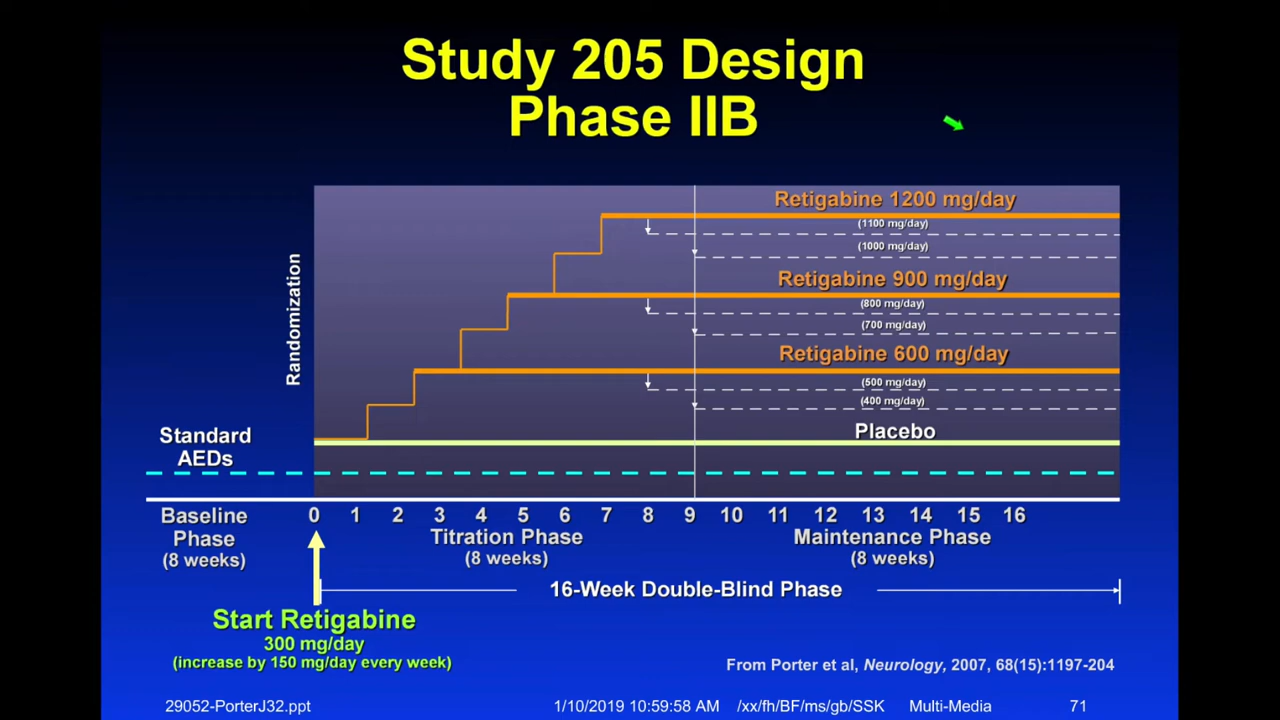 Study 205 Design
Phase IIB
Retigabine 1200 mg/day
(1100 mg/day)
(1000 mg/day)
Retigabine 900 mg/day
(800 mg/day)
(700 mg/day)
Retigabine 600 mg/day
(500 mg/day)
(400 mg/day)
Placebo
Randomization
Standard
AEDs
Baseline
Phase
(8 weeks)
0 1 2 3 4 5 6 7 8 9 10 11 12 13 14 15 16
Titration Phase
(8 weeks)
Maintenance Phase
(8 weeks)
16-Week Double-Blind Phase
Start Retigabine
300 mg/day
(increase by 150 mg/day every week)
From Porter et al, Neurology, 2007, 68(15):1197-204
29052-PorterJ32.ppt 1/10/2019 10:59:58 AM /xx/fh/BF/ms/gb/SSK Multi-Media 71